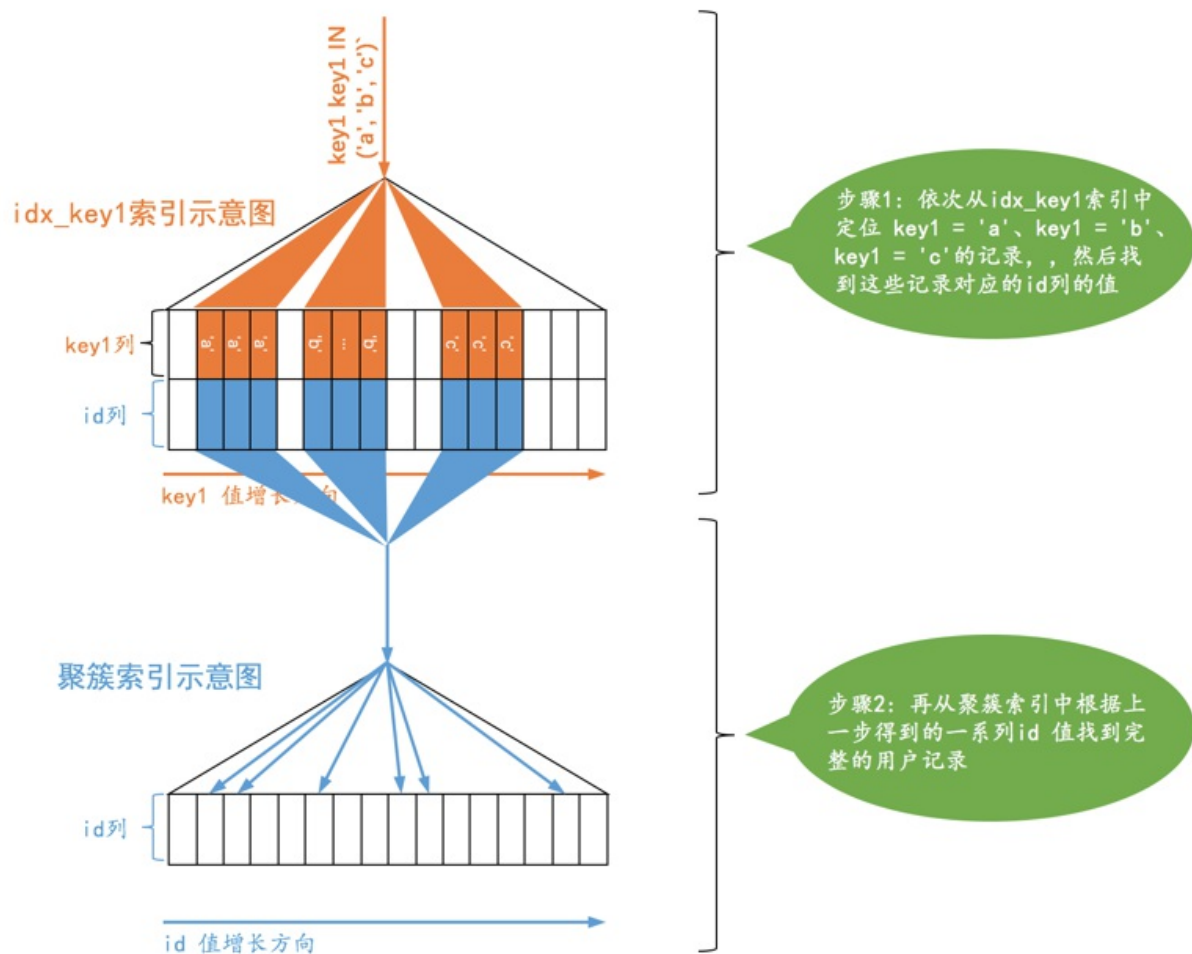 key1 key1 IN
('a', 'b', 'c')`
idx_key1索引示意图
步骤1: 依次从idx_key1索引中
定位 key1 = 'a'、key1 = 'b'、
key1 = 'c'的记录，，然后找
到这些记录对应的id列的值
key1列
'a' 'a' 'a' 'b' ... 'b' 'c' 'c' 'c'
id列
key1 值增长方向
聚簇索引示意图
步骤2: 再从聚簇索引中根据上
一步得到的一系列id 值找到完
整的用户记录
id列
id 值增长方向